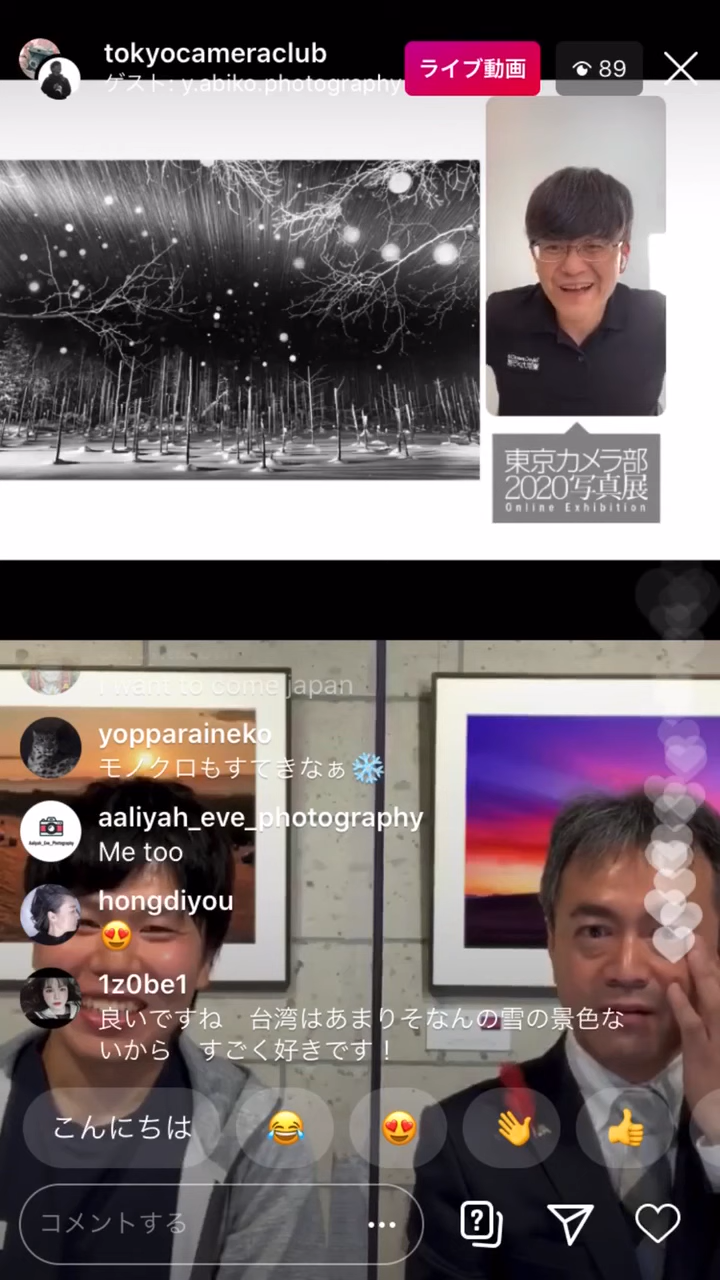 tokyocameraclub
ゲスト: y.abiko.photography
ライブ動画
89
東京カメラ部
2020写真展
Online Exhibition
I want to come japan
yopparaineko
モノクロもすてきなぁ❄️
aaliyah_eve_photography
Me too
hongdiyou
😍
1z0be1
良いですね 台湾はあまりそなんの雪の景色な
いから すごく好きです！
こんにちは 😂 😍 👋 👍
コメントする